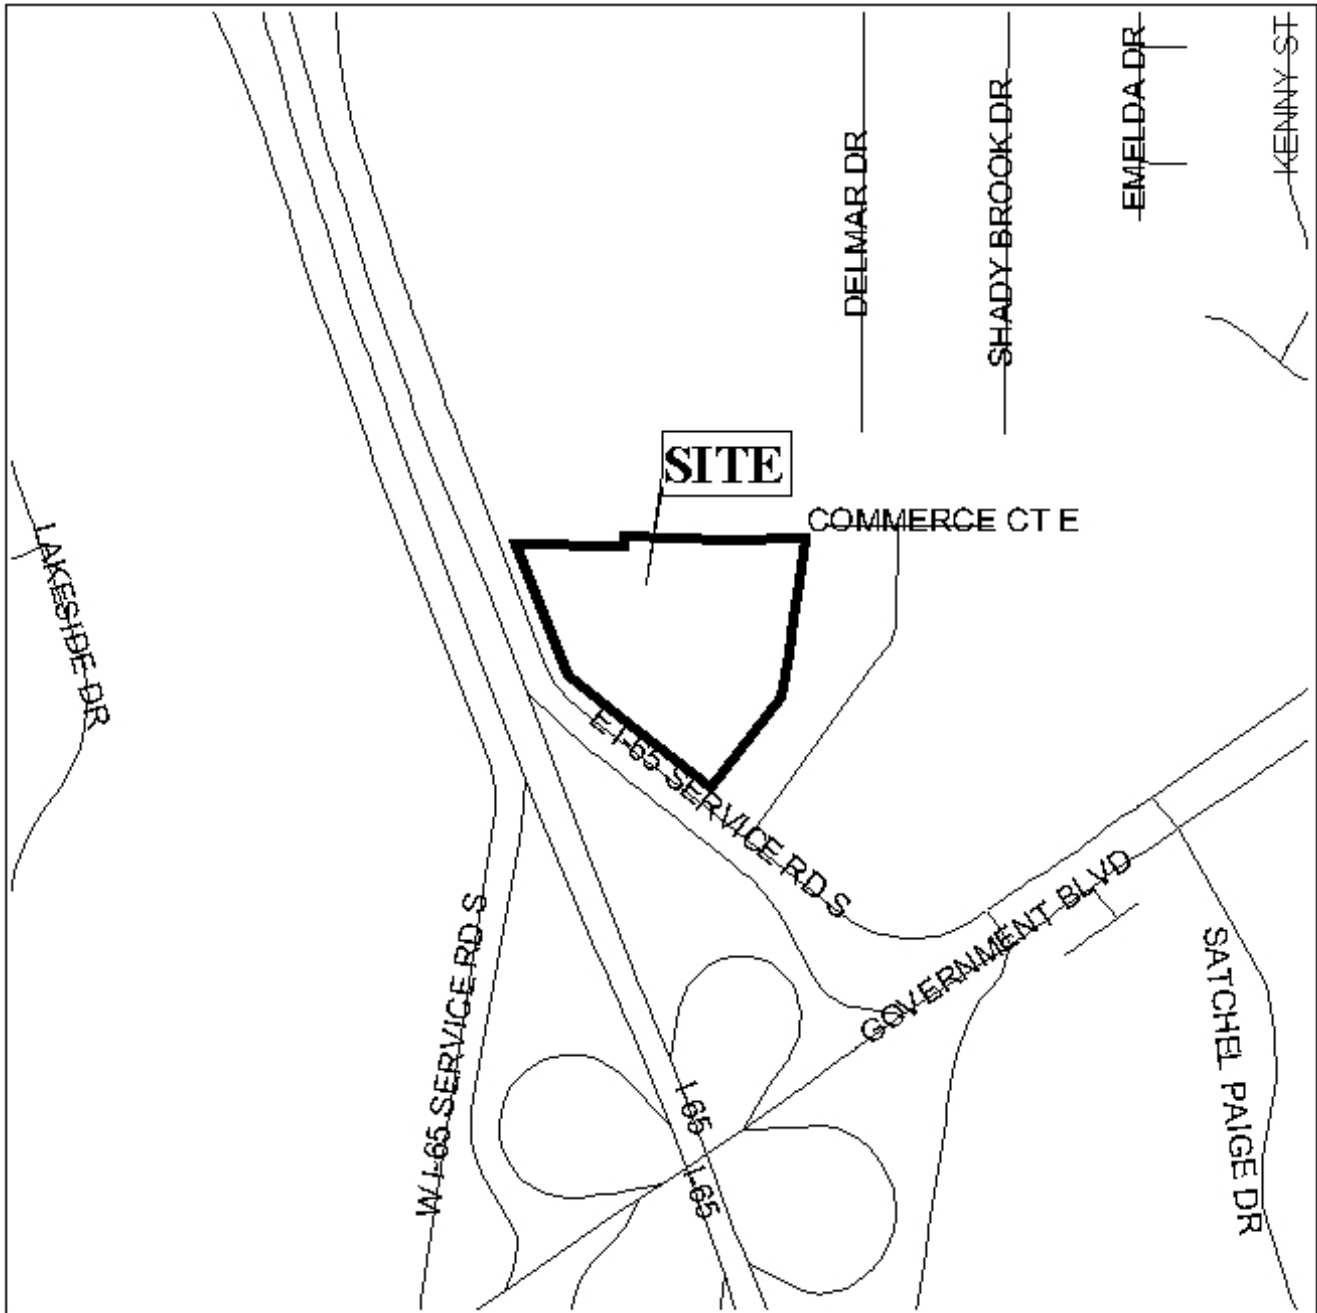 DELMAR DR
SHADY BROOK DR
EMELDA DR
KENNY ST
SITE
COMMERCE CT E
LAKESIDE DR
E I-65 SERVICE RD S
GOVERNMENT BLVD
W I-65 SERVICE RD S
SATCHEL PAIGE DR
I-65
I-65